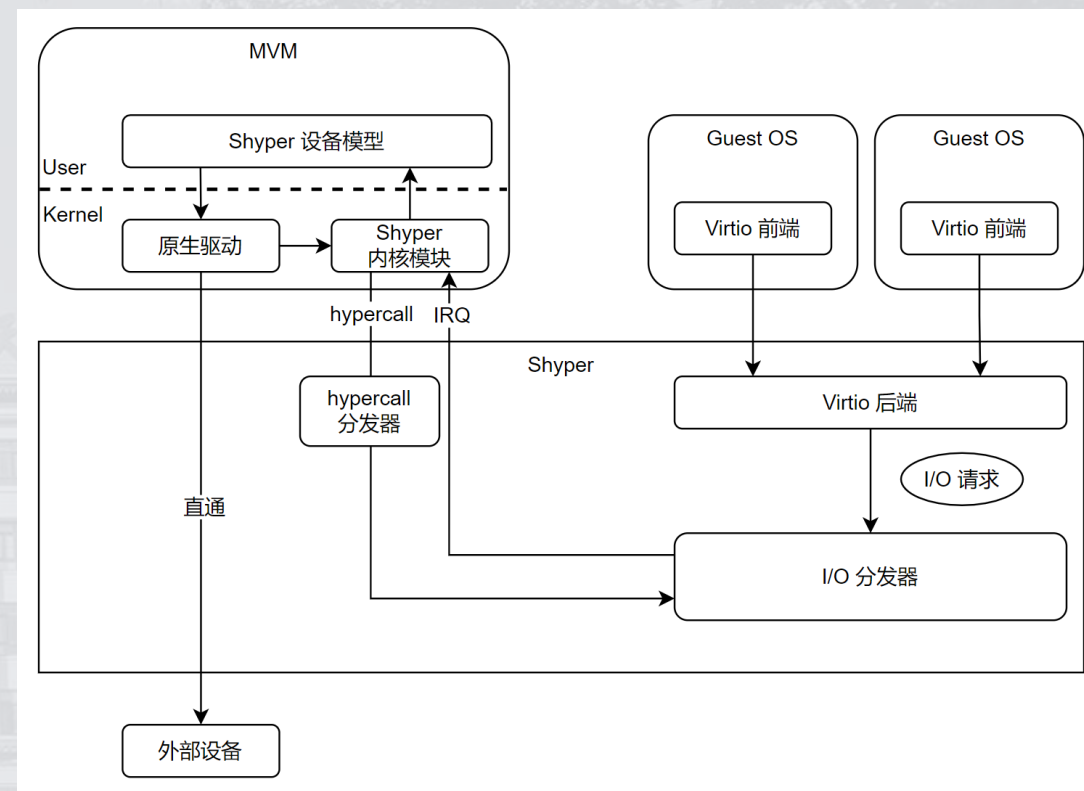 MVM
Shyper 设备模型
User
Kernel
原生驱动
Shyper
内核模块
Guest OS
Virtio 前端
Guest OS
Virtio 前端
hypercall
IRQ
Shyper
hypercall
分发器
Virtio 后端
I/O 请求
直通
I/O 分发器
外部设备